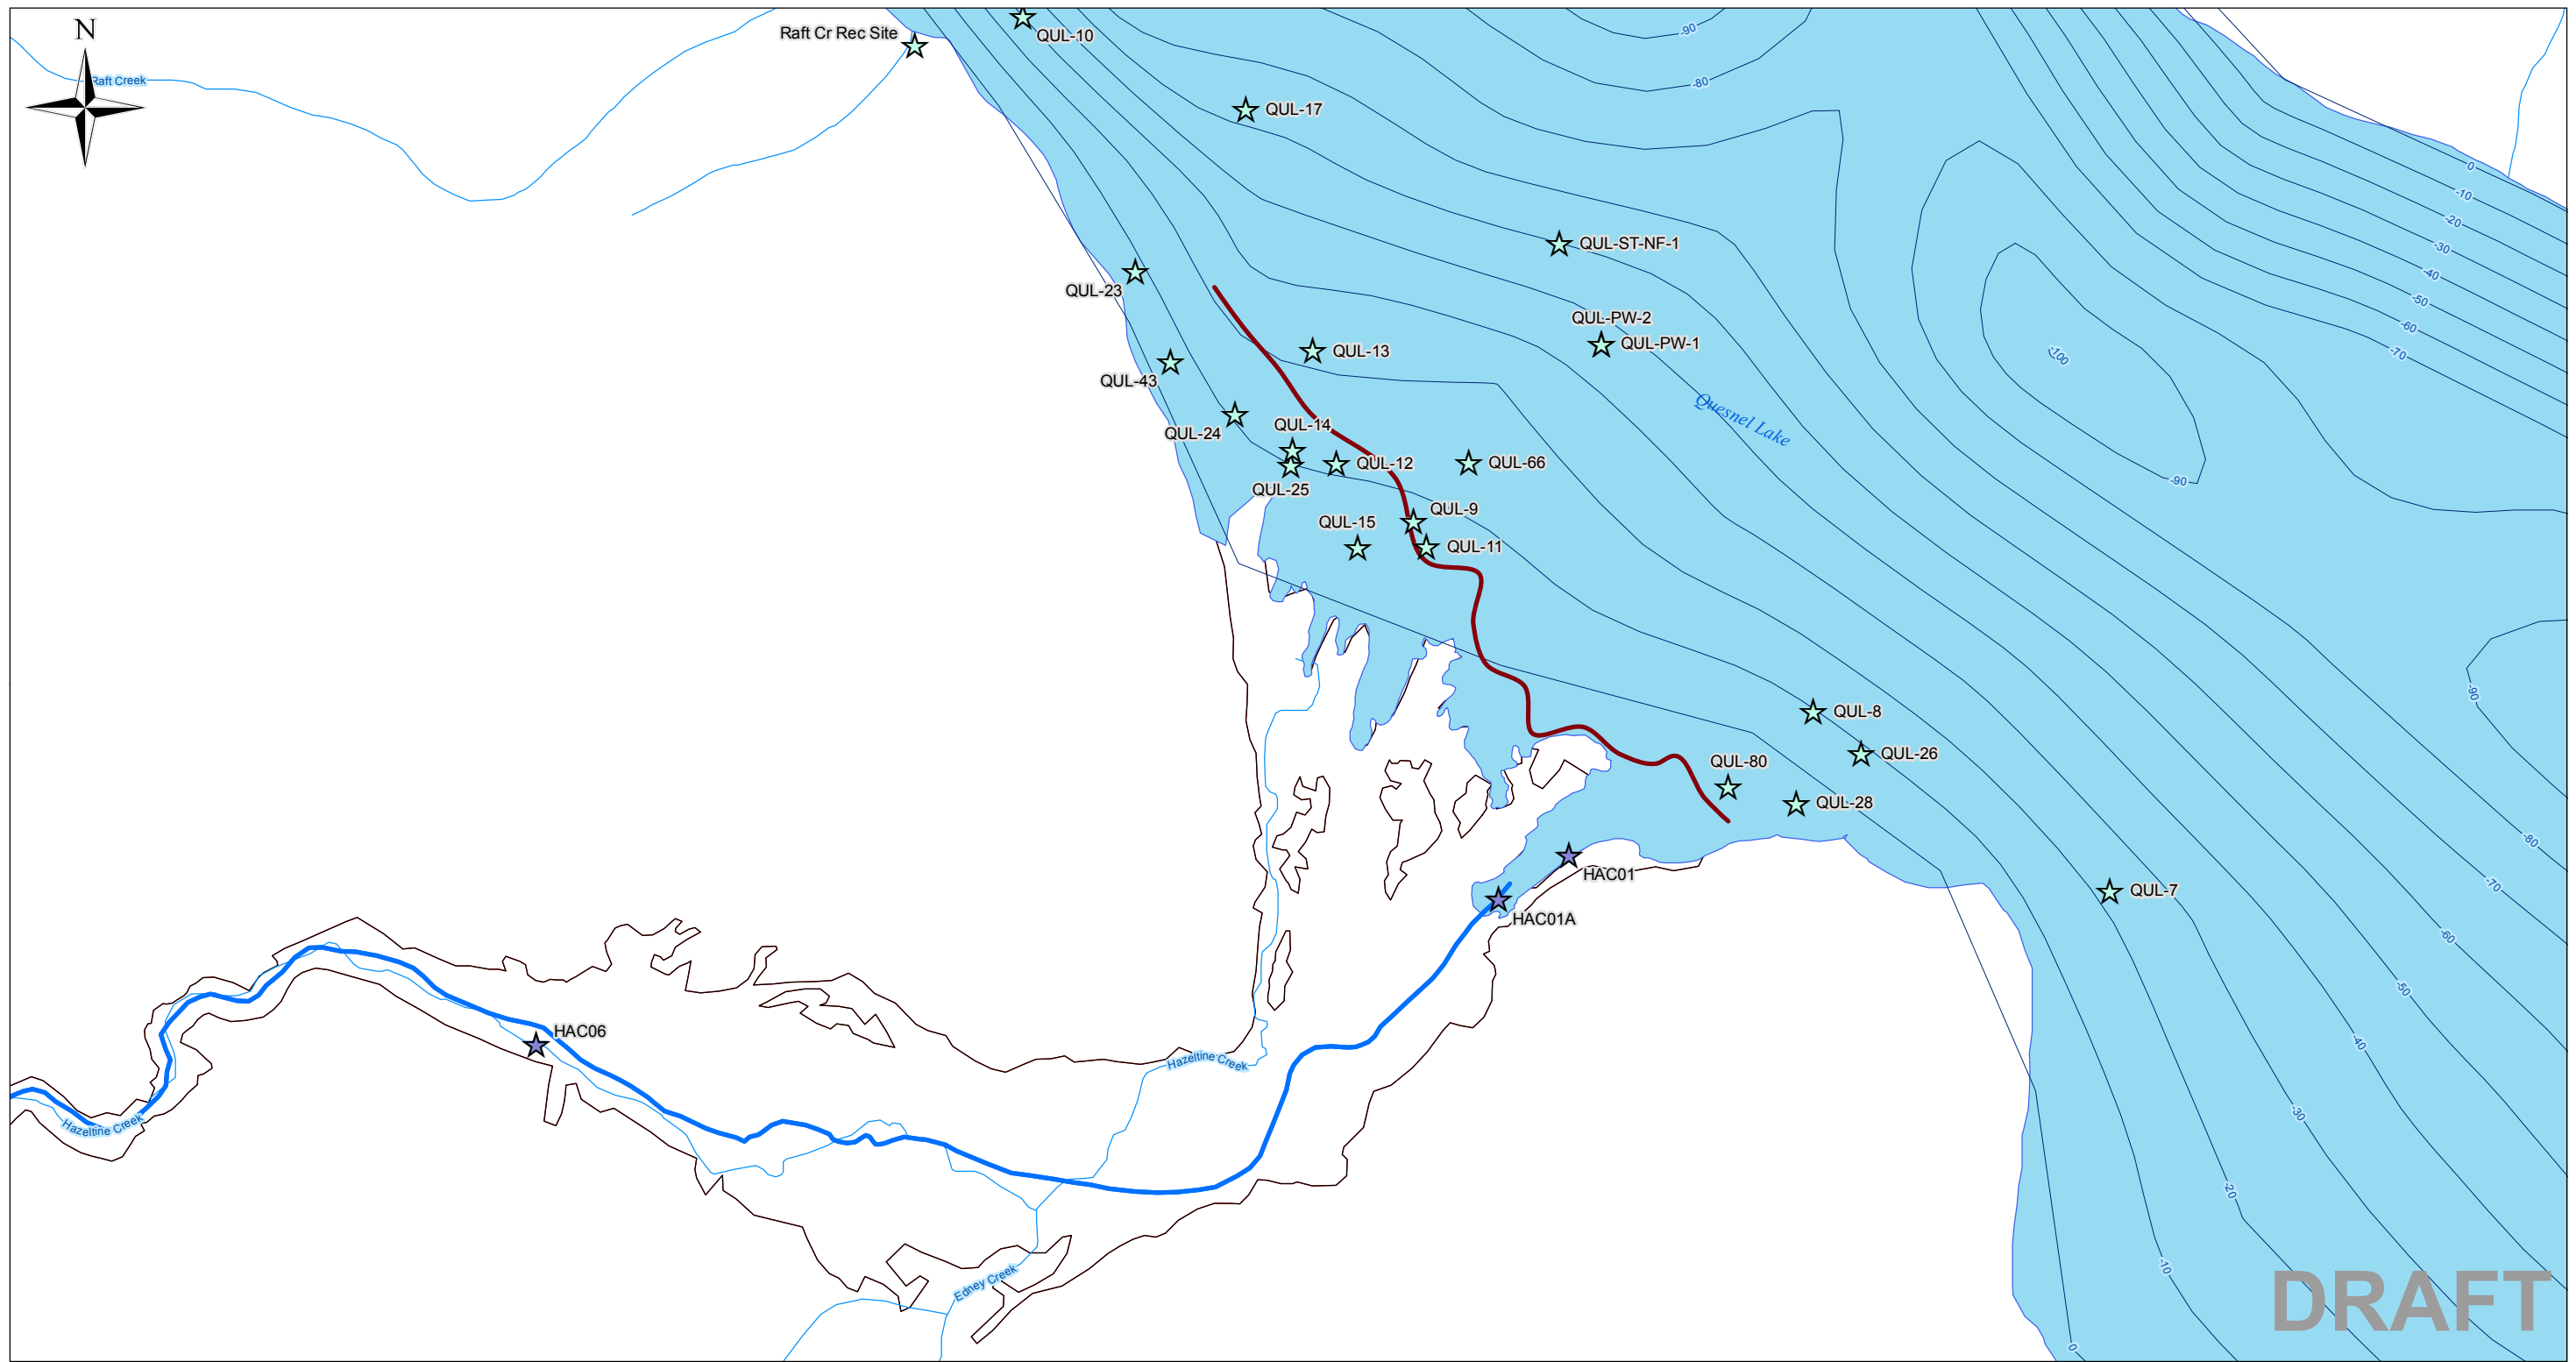 N
Raft Cr Rec Site
QUL-10
-90
Raft Creek
-80
QUL-17
0
-10
-20
QUL-ST-NF-1
-30
-40
QUL-23
-50
QUL-PW-2
-60
QUL-PW-1
QUL-13
-70
-100
QUL-43
Quesnel Lake
QUL-14
QUL-24
QUL-12
QUL-66
-90
QUL-25
QUL-9
QUL-15
QUL-11
-90
QUL-8
QUL-26
QUL-80
QUL-28
-80
HAC01
-70
QUL-7
HAC01A
-60
-50
HAC06
-40
Hazeltine Creek
-30
Hazeltine Creek
-20
-10
Edney Creek
DRAFT
0